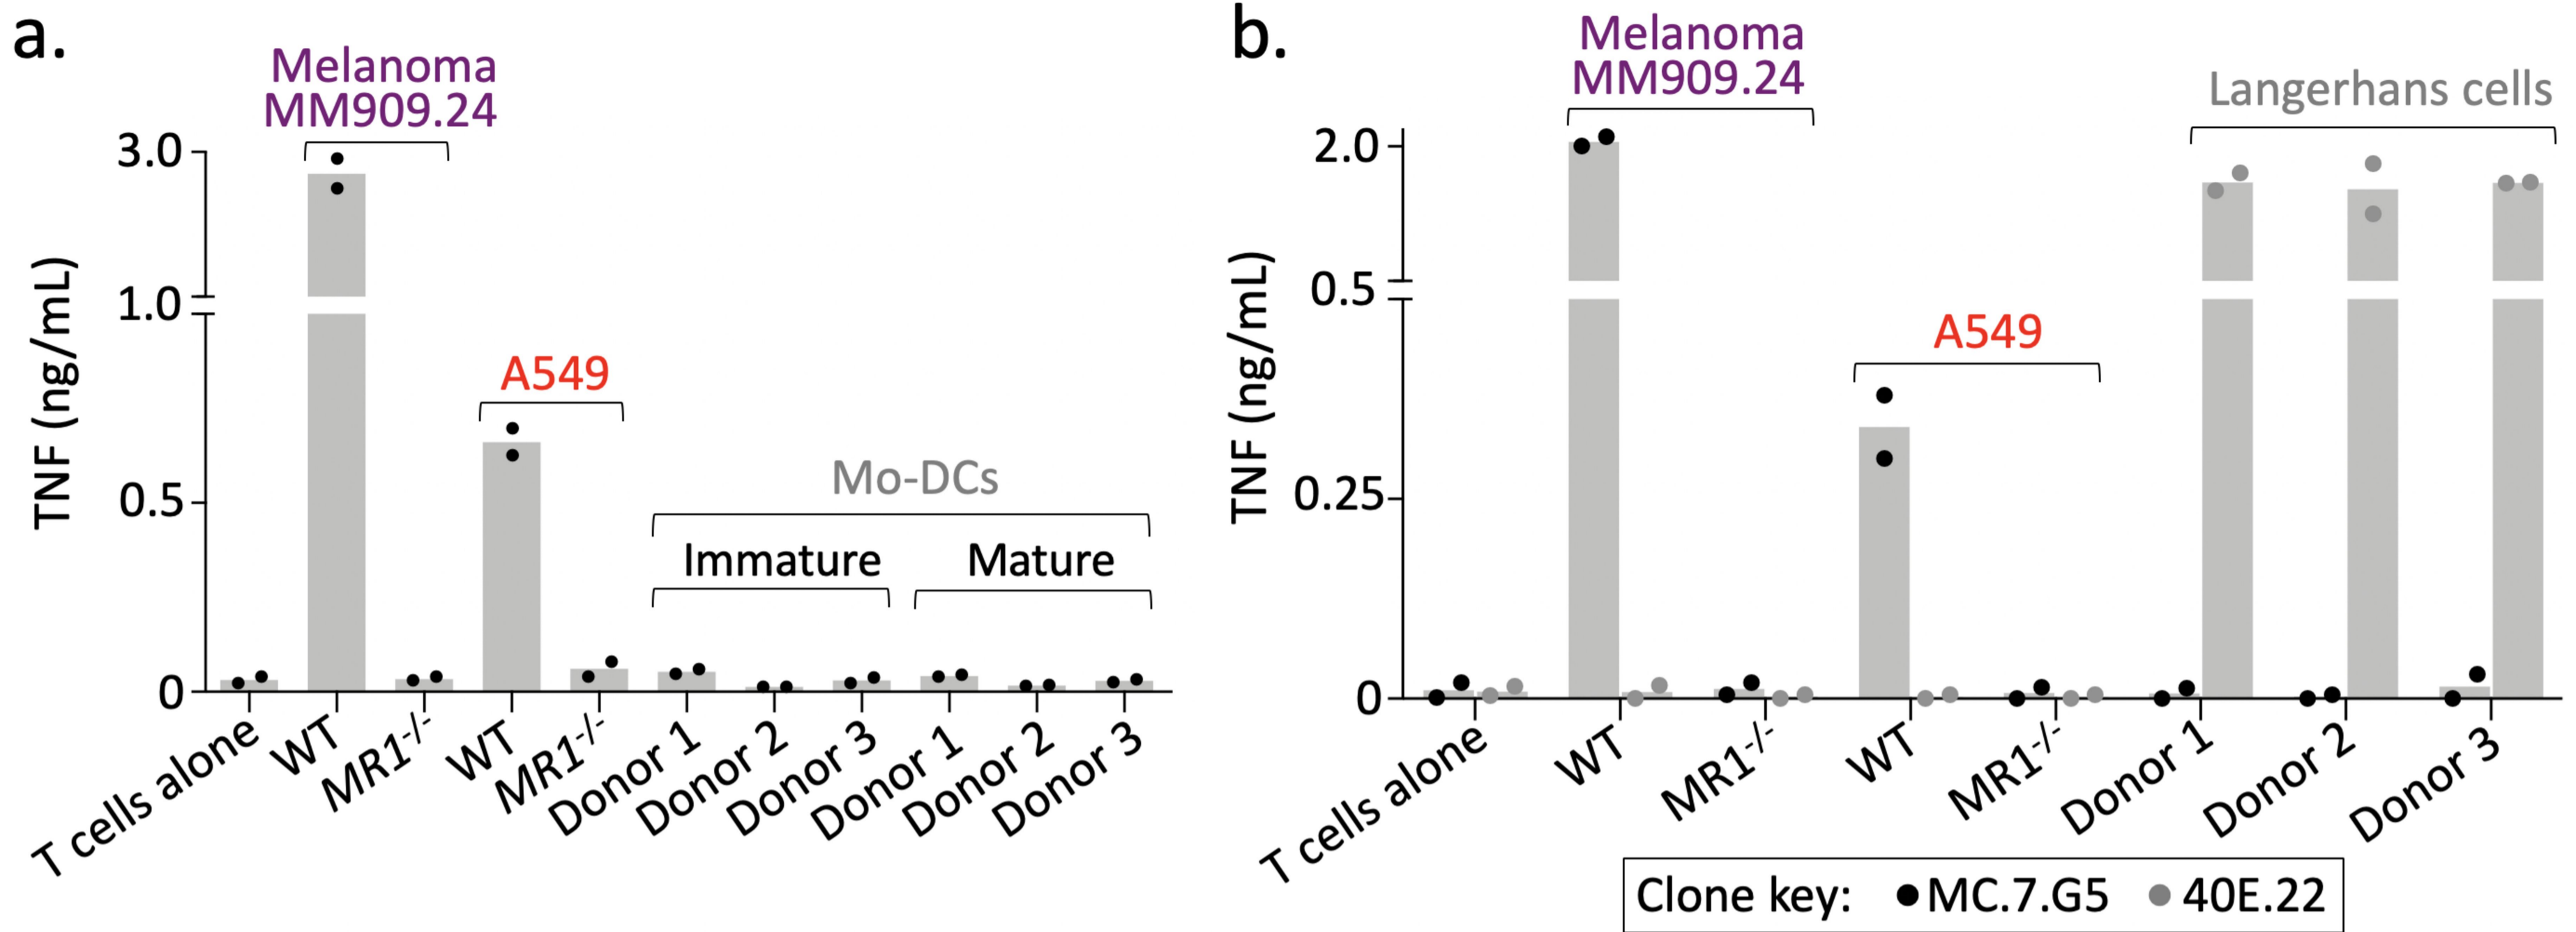 a.
Melanoma
MM909.24
A549
Mo-DCs
Immature Mature
TNF (ng/mL)
3.0
1.0
0.5
0
T cells alone
WT
MR1-/-
WT
MR1-/-
Donor 1
Donor 2
Donor 3
Donor 1
Donor 2
Donor 3
b.
Melanoma
MM909.24
Langerhans cells
A549
TNF (ng/mL)
2.0
0.5
0.25
0
T cells alone
WT
MR1-/-
WT
MR1-/-
Donor 1
Donor 2
Donor 3
Clone key: MC.7.G5 40E.22